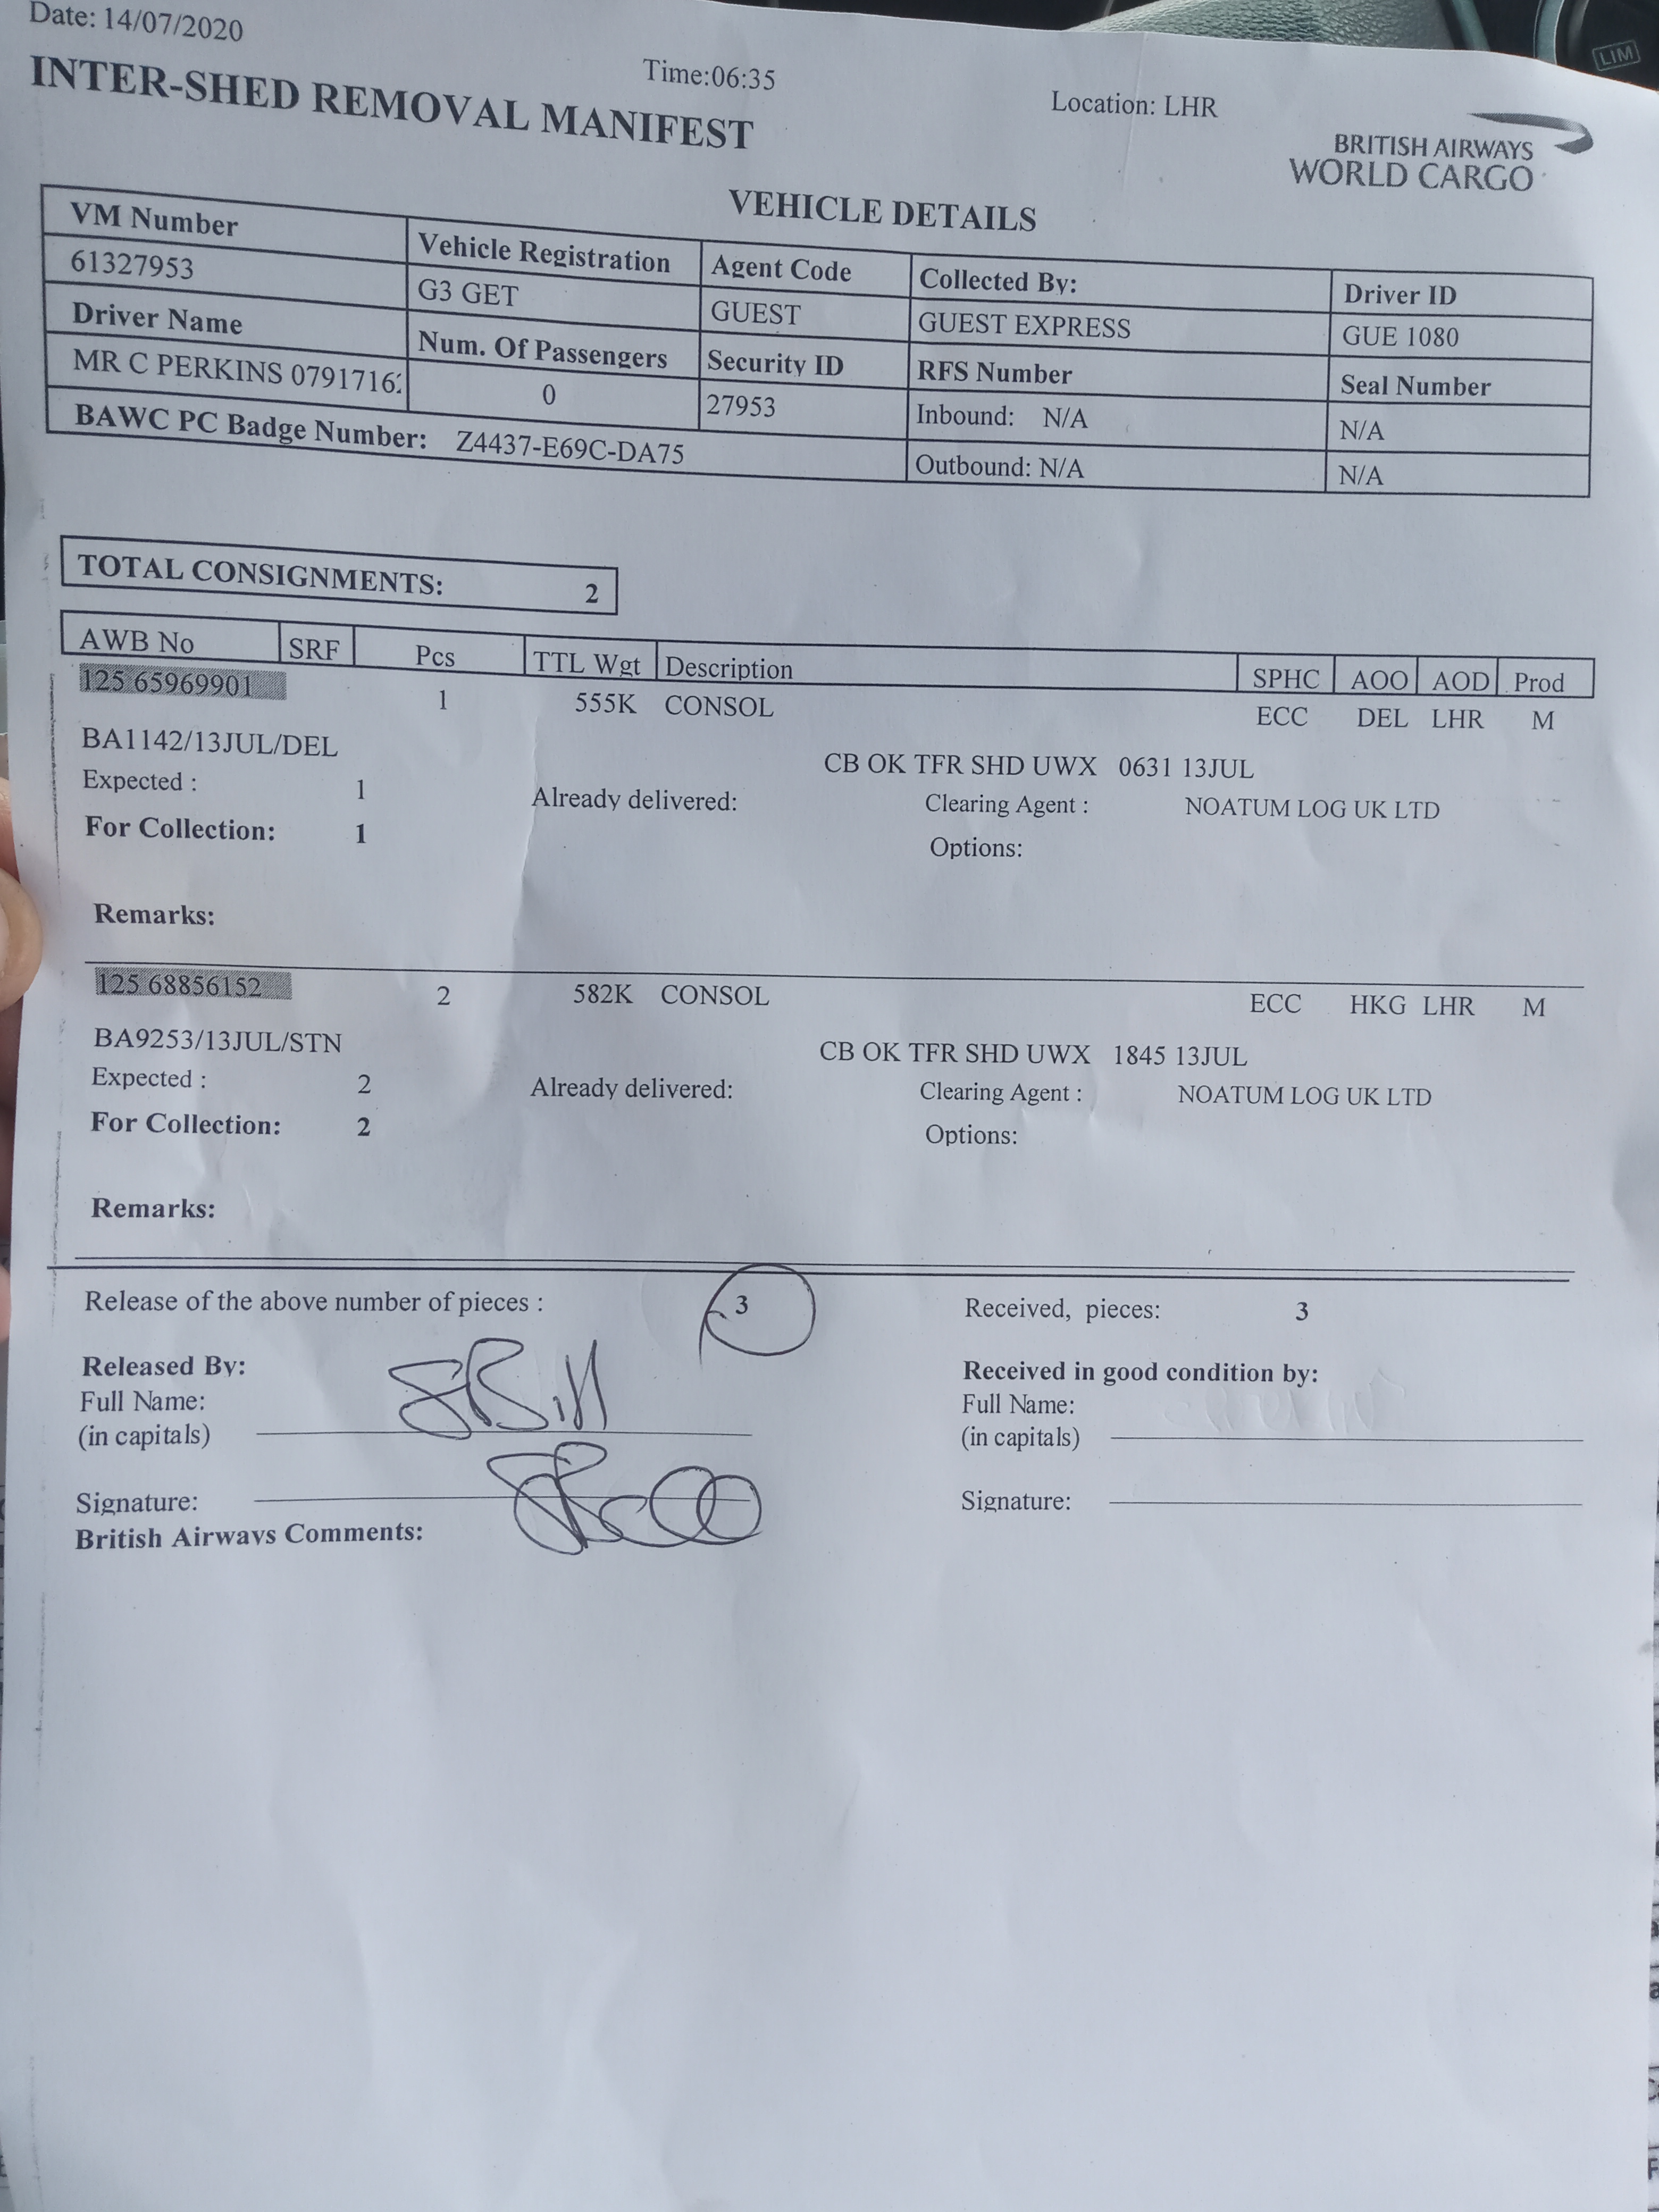 Date: 14/07/2020
Time:06:35
Location: LHR
INTER-SHED REMOVAL MANIFEST
BRITISH AIRWAYS
WORLD CARGO
VEHICLE DETAILS
VM Number Vehicle Registration Agent Code Collected By: Driver ID
61327953 G3 GET GUEST GUEST EXPRESS GUE 1080
Driver Name Num. Of Passengers Security ID RFS Number Seal Number
MR C PERKINS 07917162 0 27953 Inbound: N/A N/A
BAWC PC Badge Number: Z4437-E69C-DA75 Outbound: N/A N/A
TOTAL CONSIGNMENTS: 2
AWB No SRF Pcs TTL Wgt Description SPHC AOO AOD Prod
125 65969901 1 555K CONSOL ECC DEL LHR M
BA1142/13JUL/DEL CB OK TFR SHD UWX 0631 13JUL
Expected : 1 Already delivered: Clearing Agent : NOATUM LOG UK LTD
For Collection: 1 Options:
Remarks:
125 68856152 2 582K CONSOL ECC HKG LHR M
BA9253/13JUL/STN CB OK TFR SHD UWX 1845 13JUL
Expected : 2 Already delivered: Clearing Agent : NOATUM LOG UK LTD
For Collection: 2 Options:
Remarks:
Release of the above number of pieces : 3 Received, pieces: 3
Released By: Received in good condition by:
Full Name: Full Name:
(in capitals) (in capitals)
Signature: Signature:
British Airways Comments:
LIM